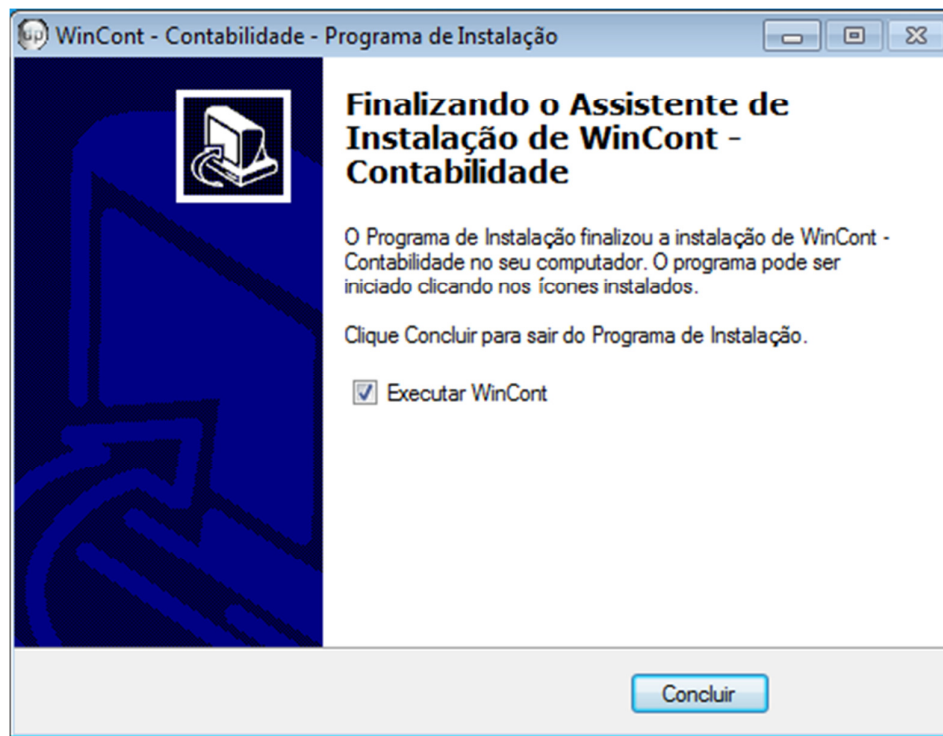 up WinCont - Contabilidade - Programa de Instalação
Finalizando o Assistente de
Instalação de WinCont -
Contabilidade
O Programa de Instalação finalizou a instalação de WinCont -
Contabilidade no seu computador. O programa pode ser
iniciado clicando nos ícones instalados.
Clique Concluir para sair do Programa de Instalação.
Executar WinCont
Concluir